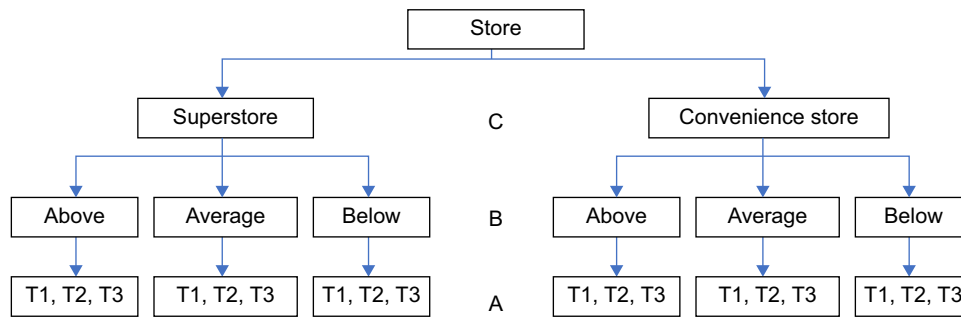 Store
Superstore
C
Convenience store
Above
Average
Below
B
Above
Average
Below
T1, T2, T3
T1, T2, T3
T1, T2, T3
A
T1, T2, T3
T1, T2, T3
T1, T2, T3